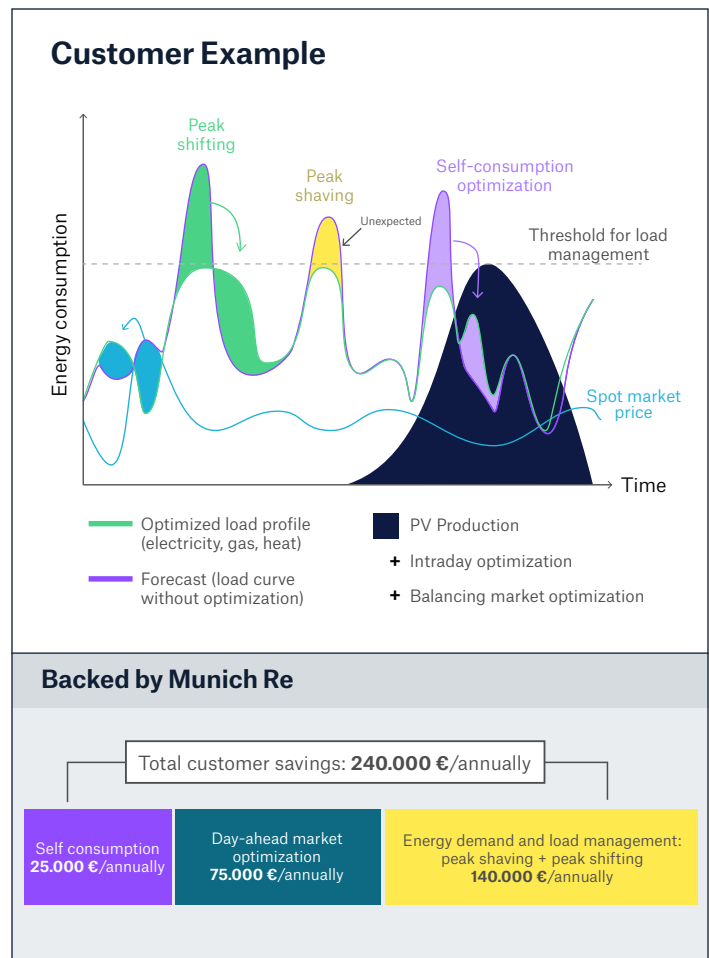 Customer Example
Peak
shifting
Peak
shaving
Unexpected
Self-consumption
optimization
Threshold for load
management
Energy consumption
Spot market
price
Time
Optimized load profile
(electricity, gas, heat)
Forecast (load curve
without optimization)
PV Production
+ Intraday optimization
+ Balancing market optimization
Backed by Munich Re
Total customer savings: 240.000 €/annually
Self consumption
25.000 €/annually
Day-ahead market
optimization
75.000 €/annually
Energy demand and load management:
peak shaving + peak shifting
140.000 €/annually